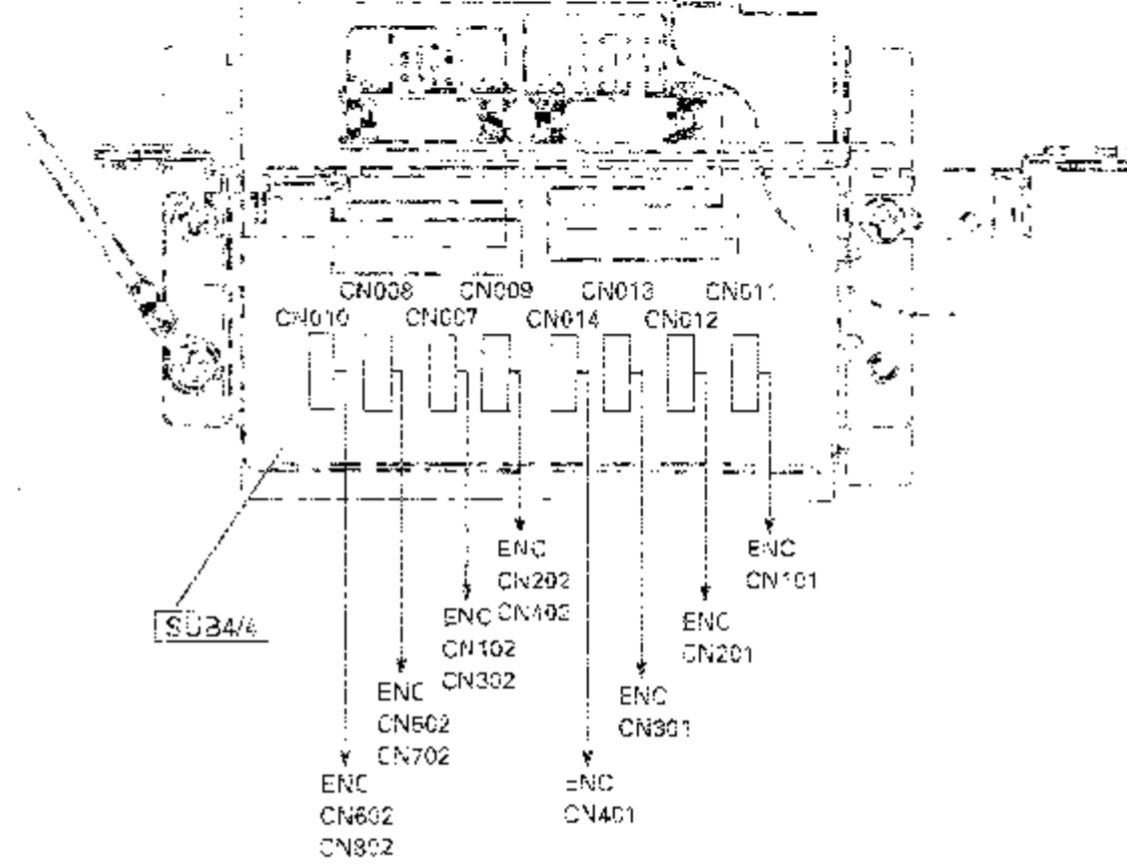 CN008 CN009 CN013 CN011
CN010 CN007 CN014 CN012
ENC
CN202
CN402
ENC
CN101
SUB4/4
ENC
CN102
CN302
ENC
CN201
ENC
CN502
CN702
ENC
CN301
ENC
CN602
CN802
ENC
CN401